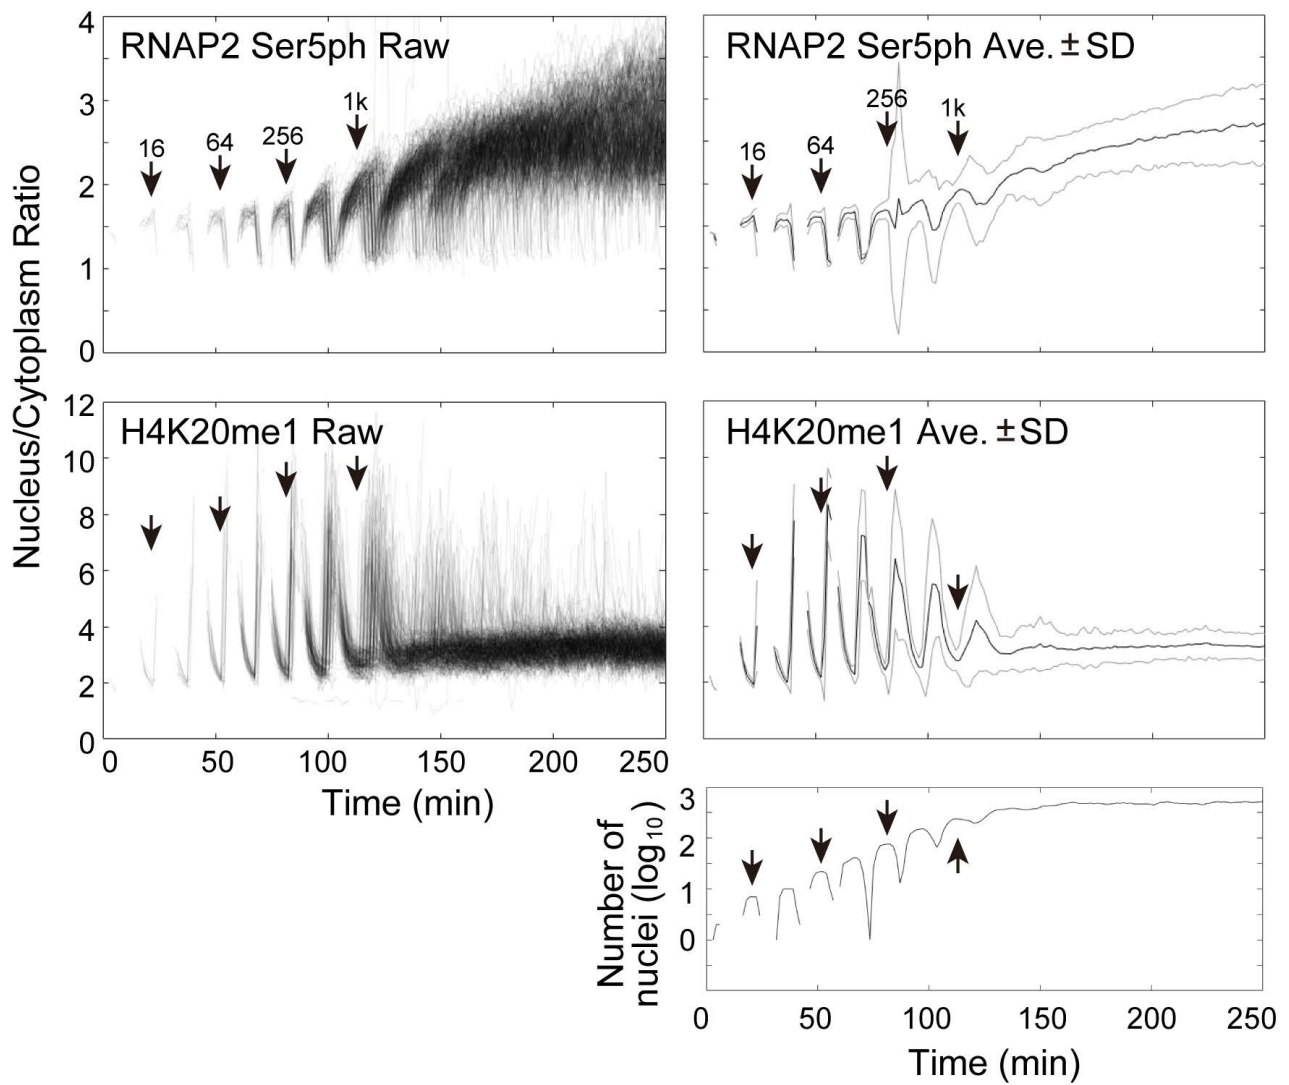 Nucleus/Cytoplasm Ratio
4
3
2
1
0
RNAP2 Ser5ph Raw
16
64
256
1k
RNAP2 Ser5ph Ave. ±SD
16
64
256
1k
12
10
8
6
4
2
0
H4K20me1 Raw
H4K20me1 Ave. ±SD
0 50 100 150 200 250
Time (min)
Number of
nuclei (log10)
3
2
1
0
0 50 100 150 200 250
Time (min)